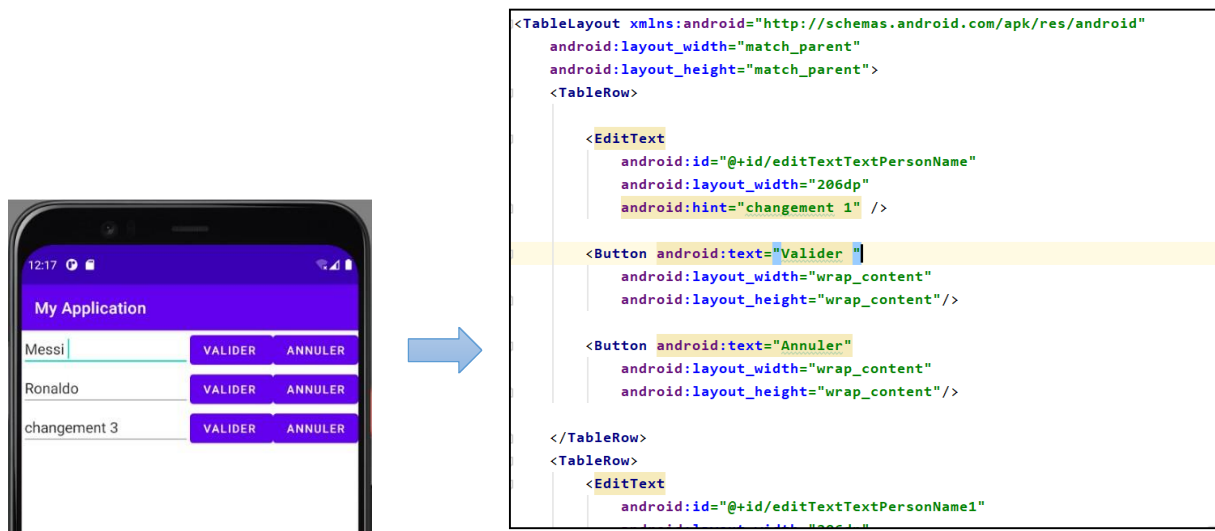 12:17
My Application
Messi VALIDER ANNULER
Ronaldo VALIDER ANNULER
changement 3 VALIDER ANNULER
<TableLayout xmlns:android="http://schemas.android.com/apk/res/android"
android:layout_width="match_parent"
android:layout_height="match_parent">
<TableRow>
<EditText
android:id="@+id/editTextTextPersonName"
android:layout_width="206dp"
android:hint="changement 1" />
<Button android:text="Valider "
android:layout_width="wrap_content"
android:layout_height="wrap_content"/>
<Button android:text="Annuler"
android:layout_width="wrap_content"
android:layout_height="wrap_content"/>
</TableRow>
<TableRow>
<EditText
android:id="@+id/editTextTextPersonName1"